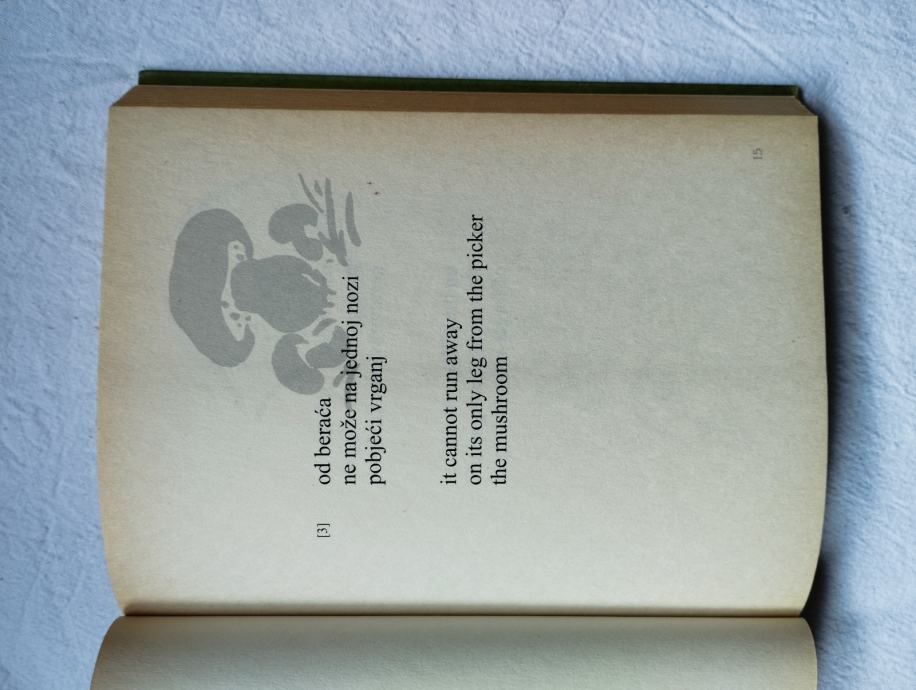 [3] od beraća
ne može na jednoj nozi
pobjeći vrganj
it cannot run away
on its only leg from the picker
the mushroom
15